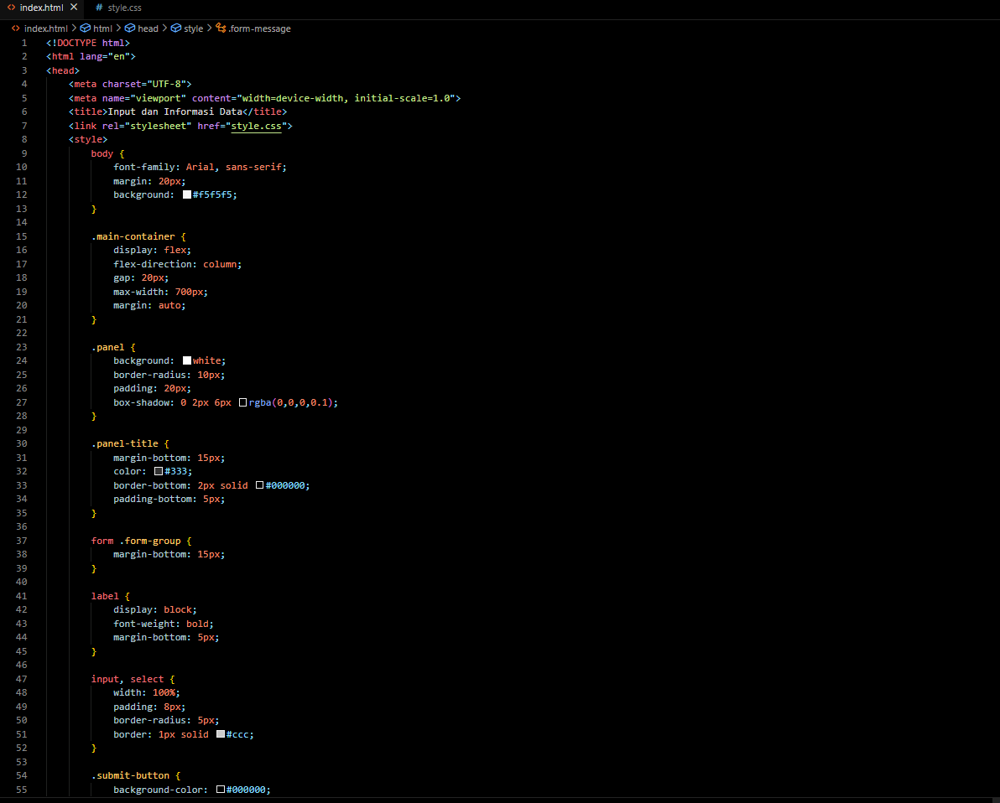 index.html
style.css
index.html > html > head > style > .form-message
1 <!DOCTYPE html>
2 <html lang="en">
3 <head>
4 <meta charset="UTF-8">
5 <meta name="viewport" content="width=device-width, initial-scale=1.0">
6 <title>Input dan Informasi Data</title>
7 <link rel="stylesheet" href="style.css">
8 <style>
9 body {
10 font-family: Arial, sans-serif;
11 margin: 20px;
12 background: #f5f5f5;
13 }
14
15 .main-container {
16 display: flex;
17 flex-direction: column;
18 gap: 20px;
19 max-width: 700px;
20 margin: auto;
21 }
22
23 .panel {
24 background: white;
25 border-radius: 10px;
26 padding: 20px;
27 box-shadow: 0 2px 6px rgba(0,0,0,0.1);
28 }
29
30 .panel-title {
31 margin-bottom: 15px;
32 color: #333;
33 border-bottom: 2px solid #000000;
34 padding-bottom: 5px;
35 }
36
37 form .form-group {
38 margin-bottom: 15px;
39 }
40
41 label {
42 display: block;
43 font-weight: bold;
44 margin-bottom: 5px;
45 }
46
47 input, select {
48 width: 100%;
49 padding: 8px;
50 border-radius: 5px;
51 border: 1px solid #ccc;
52 }
53
54 .submit-button {
55 background-color: #000000;